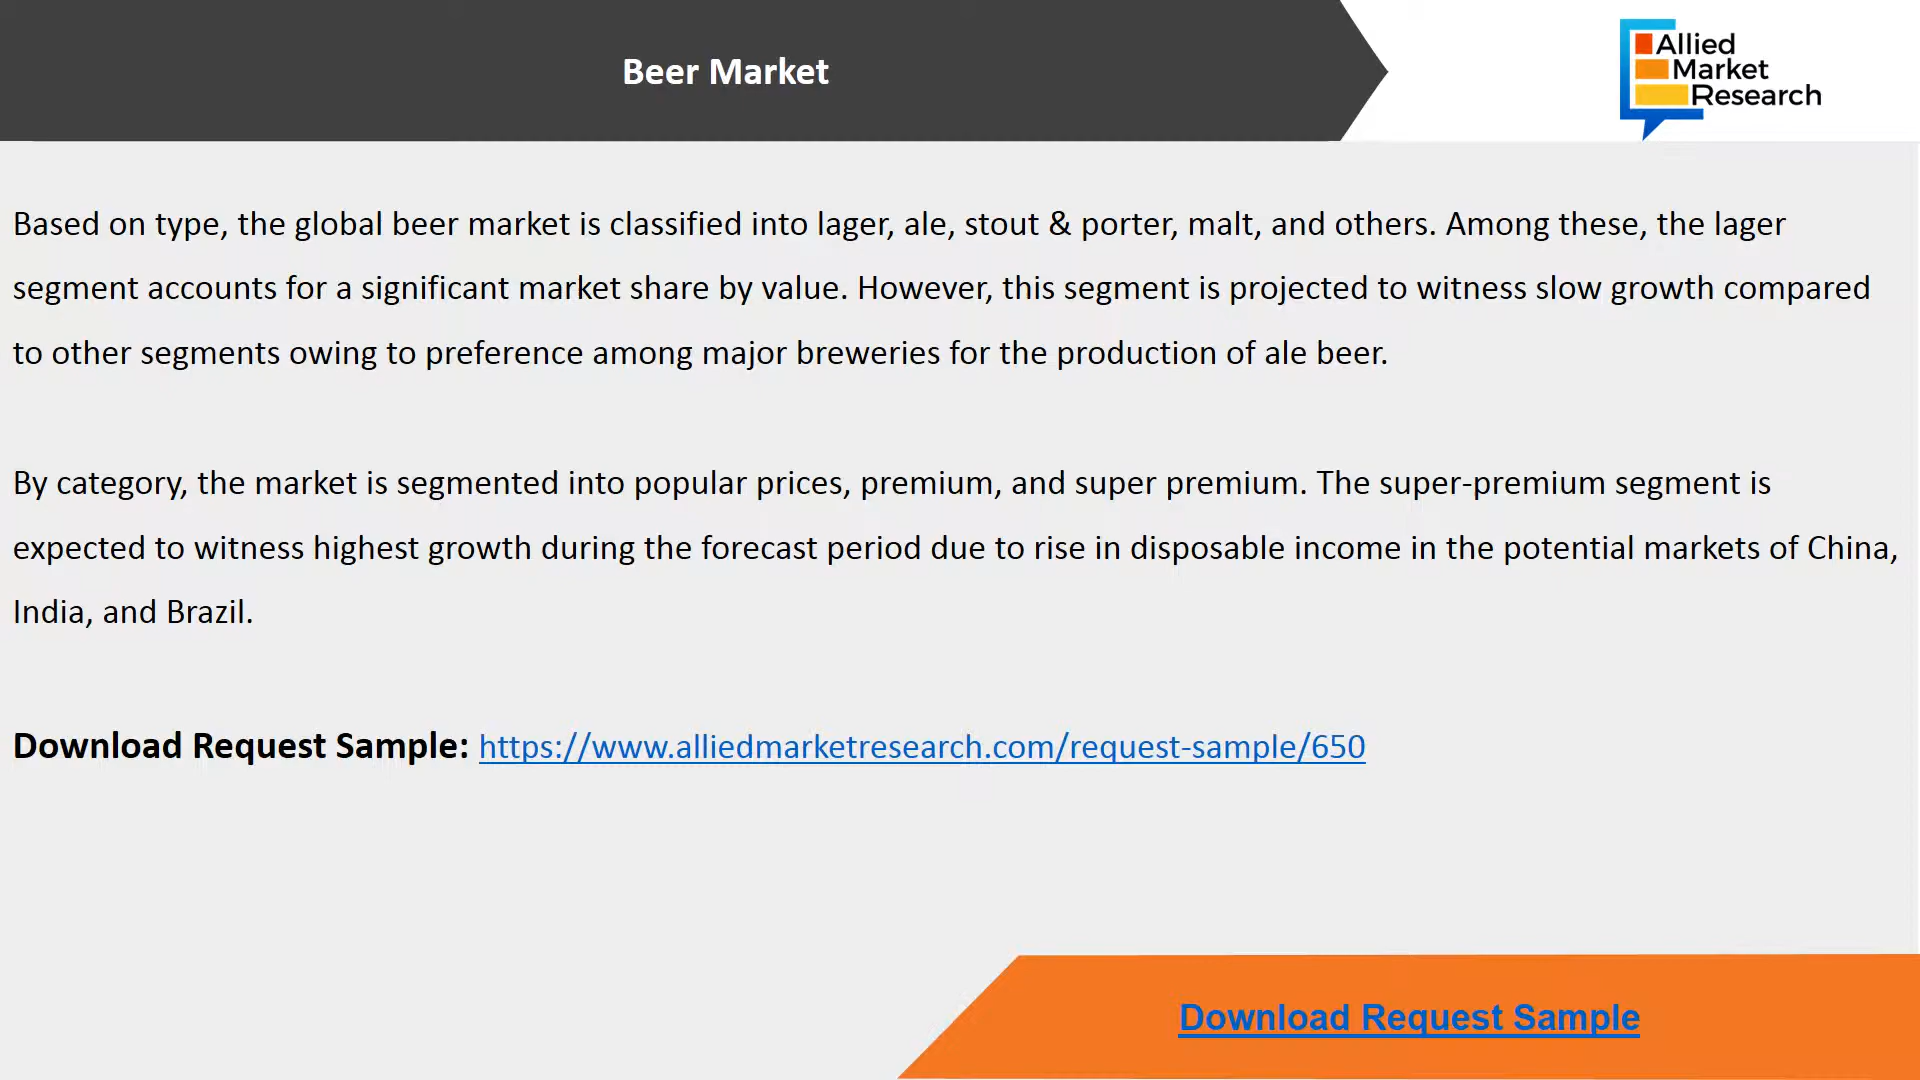 Beer Market
Allied
Market
Research
Based on type, the global beer market is classified into lager, ale, stout & porter, malt, and others. Among these, the lager
segment accounts for a significant market share by value. However, this segment is projected to witness slow growth compared
to other segments owing to preference among major breweries for the production of ale beer.
By category, the market is segmented into popular prices, premium, and super premium. The super-premium segment is
expected to witness highest growth during the forecast period due to rise in disposable income in the potential markets of China,
India, and Brazil.
Download Request Sample: https://www.alliedmarketresearch.com/request-sample/650
Download Request Sample